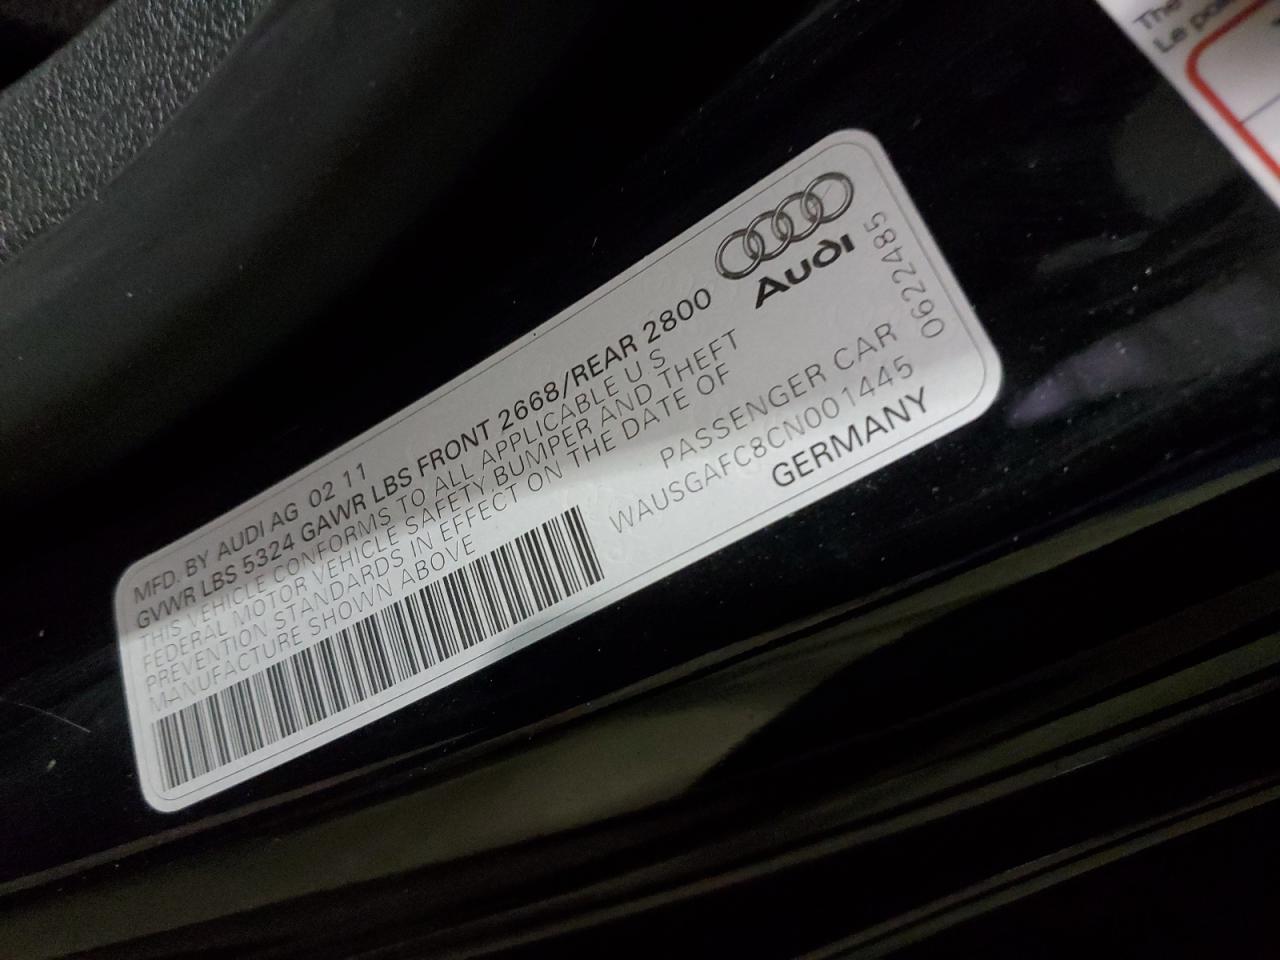 MFD. BY AUDI AG 02 11
GVWR LBS 5324 GAWR LBS FRONT 2668/REAR 2800
THIS VEHICLE CONFORMS TO ALL APPLICABLE U.S
FEDERAL MOTOR VEHICLE SAFETY BUMPER AND THEFT
PREVENTION STANDARDS IN EFFECT ON THE DATE OF
MANUFACTURE SHOWN ABOVE
Audi
PASSENGER CAR
WAUSGAFC8CN001445
GERMANY
0622485
The
Le